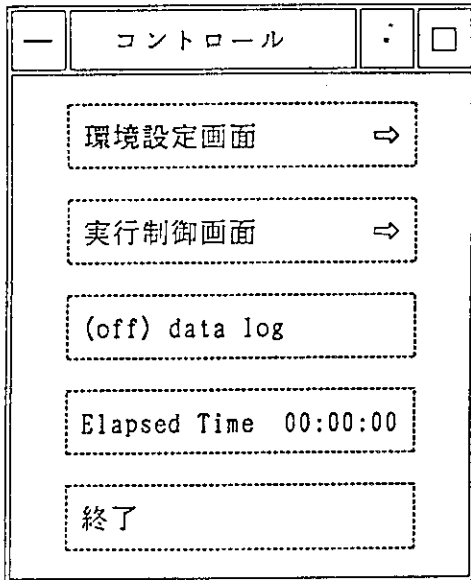 コントロール
環境設定画面 ⇨
実行制御画面 ⇨
(off) data log
Elapsed Time 00:00:00
終了